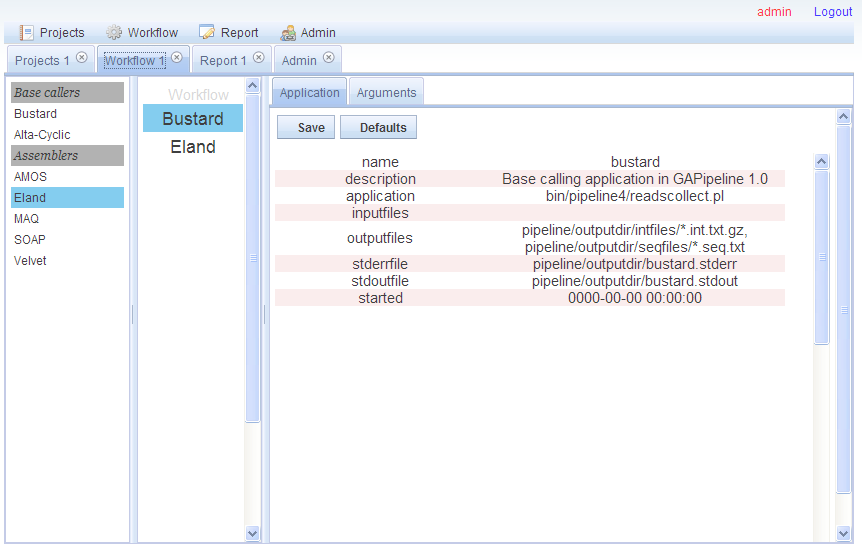 admin Logout
Projects Workflow Report Admin
Projects 1 Workflow 1 Report 1 Admin
Base callers
Bustard
Alta-Cyclic
Assemblers
AMOS
Eland
MAQ
SOAP
Velvet
Workflow
Bustard
Eland
Application Arguments
Save Defaults
name bustard
description Base calling application in GAPipeline 1.0
application bin/pipeline4/readscollect.pl
inputfiles
outputfiles pipeline/outputdir/intfiles/*.int.txt.gz,
pipeline/outputdir/seqfiles/*.seq.txt
stderrfile pipeline/outputdir/bustard.stderr
stdoutfile pipeline/outputdir/bustard.stdout
started 0000-00-00 00:00:00